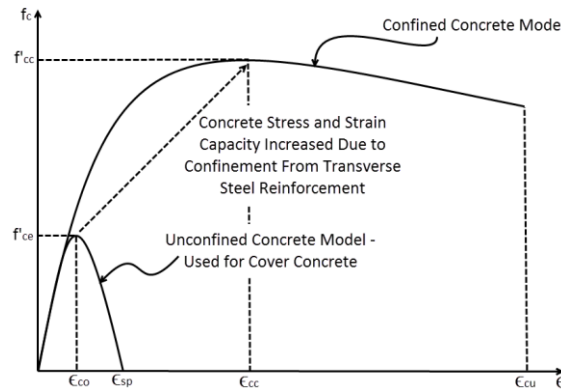 fc
Confined Concrete Model
f'cc
Concrete Stress and Strain
Capacity Increased Due to
Confinement From Transverse
Steel Reinforcement
f'ce
Unconfined Concrete Model -
Used for Cover Concrete
ϵco ϵsp ϵcc ϵcu ϵ